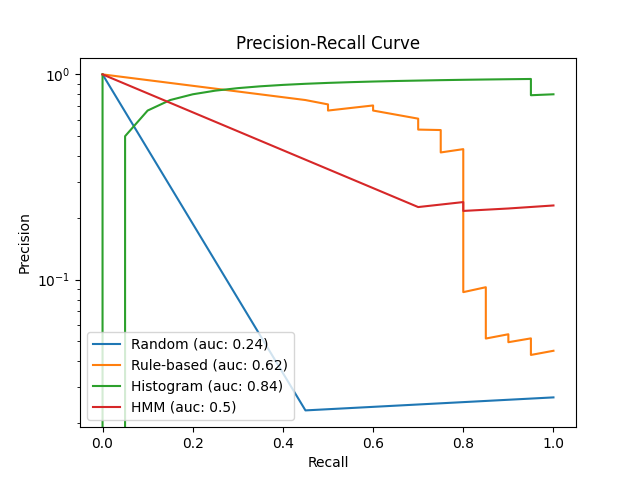 Precision-Recall Curve
10⁰
10⁻¹
Precision
Random (auc: 0.24)
Rule-based (auc: 0.62)
Histogram (auc: 0.84)
HMM (auc: 0.5)
0.0 0.2 0.4 0.6 0.8 1.0
Recall